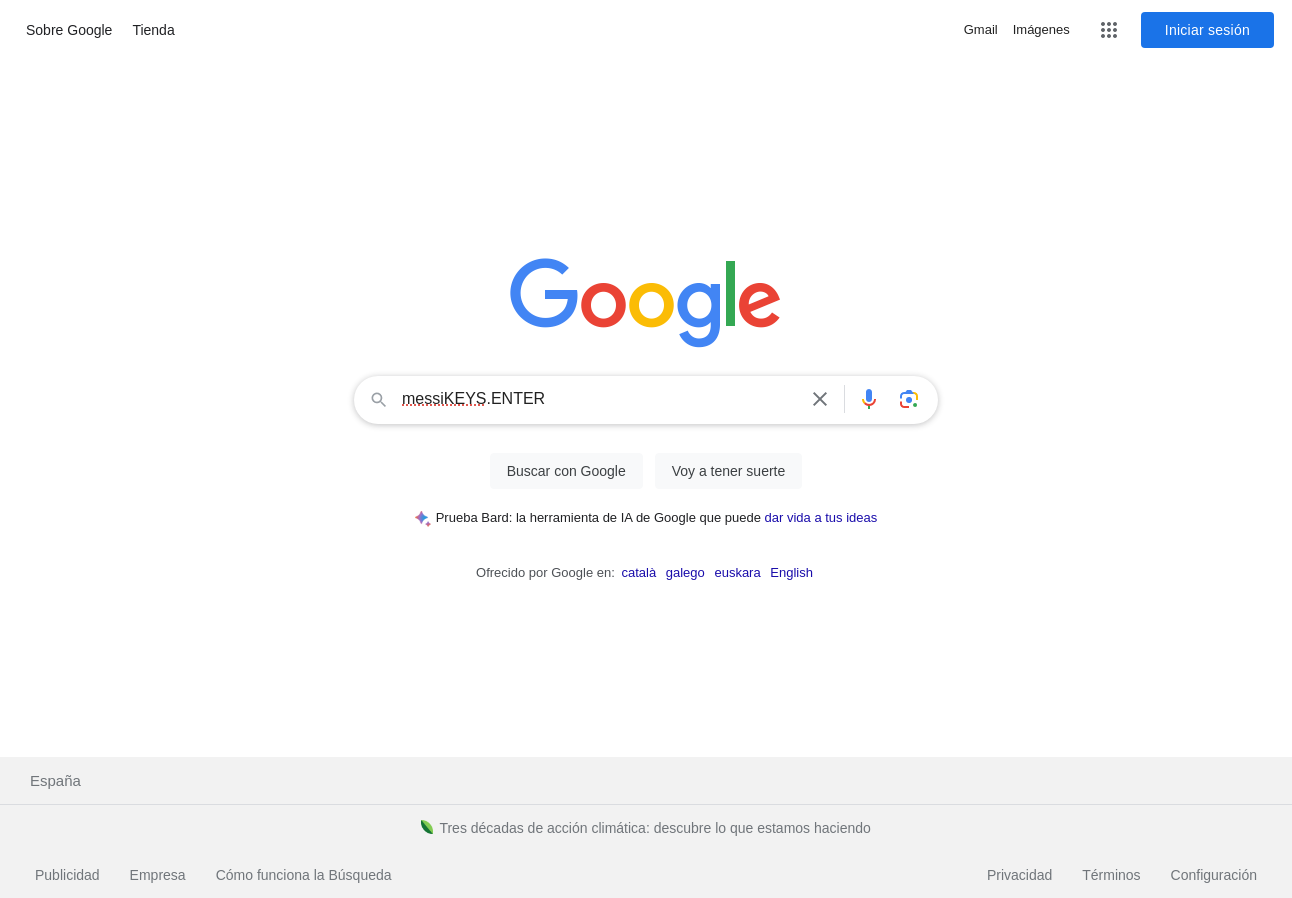 Sobre Google Tienda Gmail Imágenes Iniciar sesión
Google
messiKEYS.ENTER
Buscar con Google Voy a tener suerte
Prueba Bard: la herramienta de IA de Google que puede dar vida a tus ideas
Ofrecido por Google en: català galego euskara English
España
Tres décadas de acción climática: descubre lo que estamos haciendo
Publicidad Empresa Cómo funciona la Búsqueda Privacidad Términos Configuración